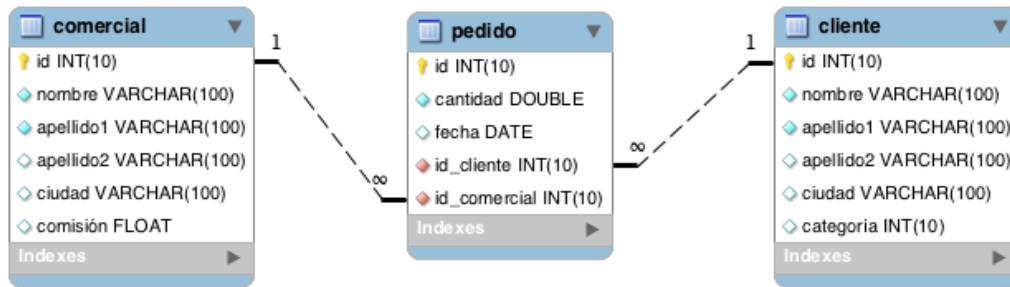 comercial
id INT(10)
nombre VARCHAR(100)
apellido1 VARCHAR(100)
apellido2 VARCHAR(100)
ciudad VARCHAR(100)
comisión FLOAT
Indexes
1
∞
pedido
id INT(10)
cantidad DOUBLE
fecha DATE
id_cliente INT(10)
id_comercial INT(10)
Indexes
1
∞
cliente
id INT(10)
nombre VARCHAR(100)
apellido1 VARCHAR(100)
apellido2 VARCHAR(100)
ciudad VARCHAR(100)
categoría INT(10)
Indexes